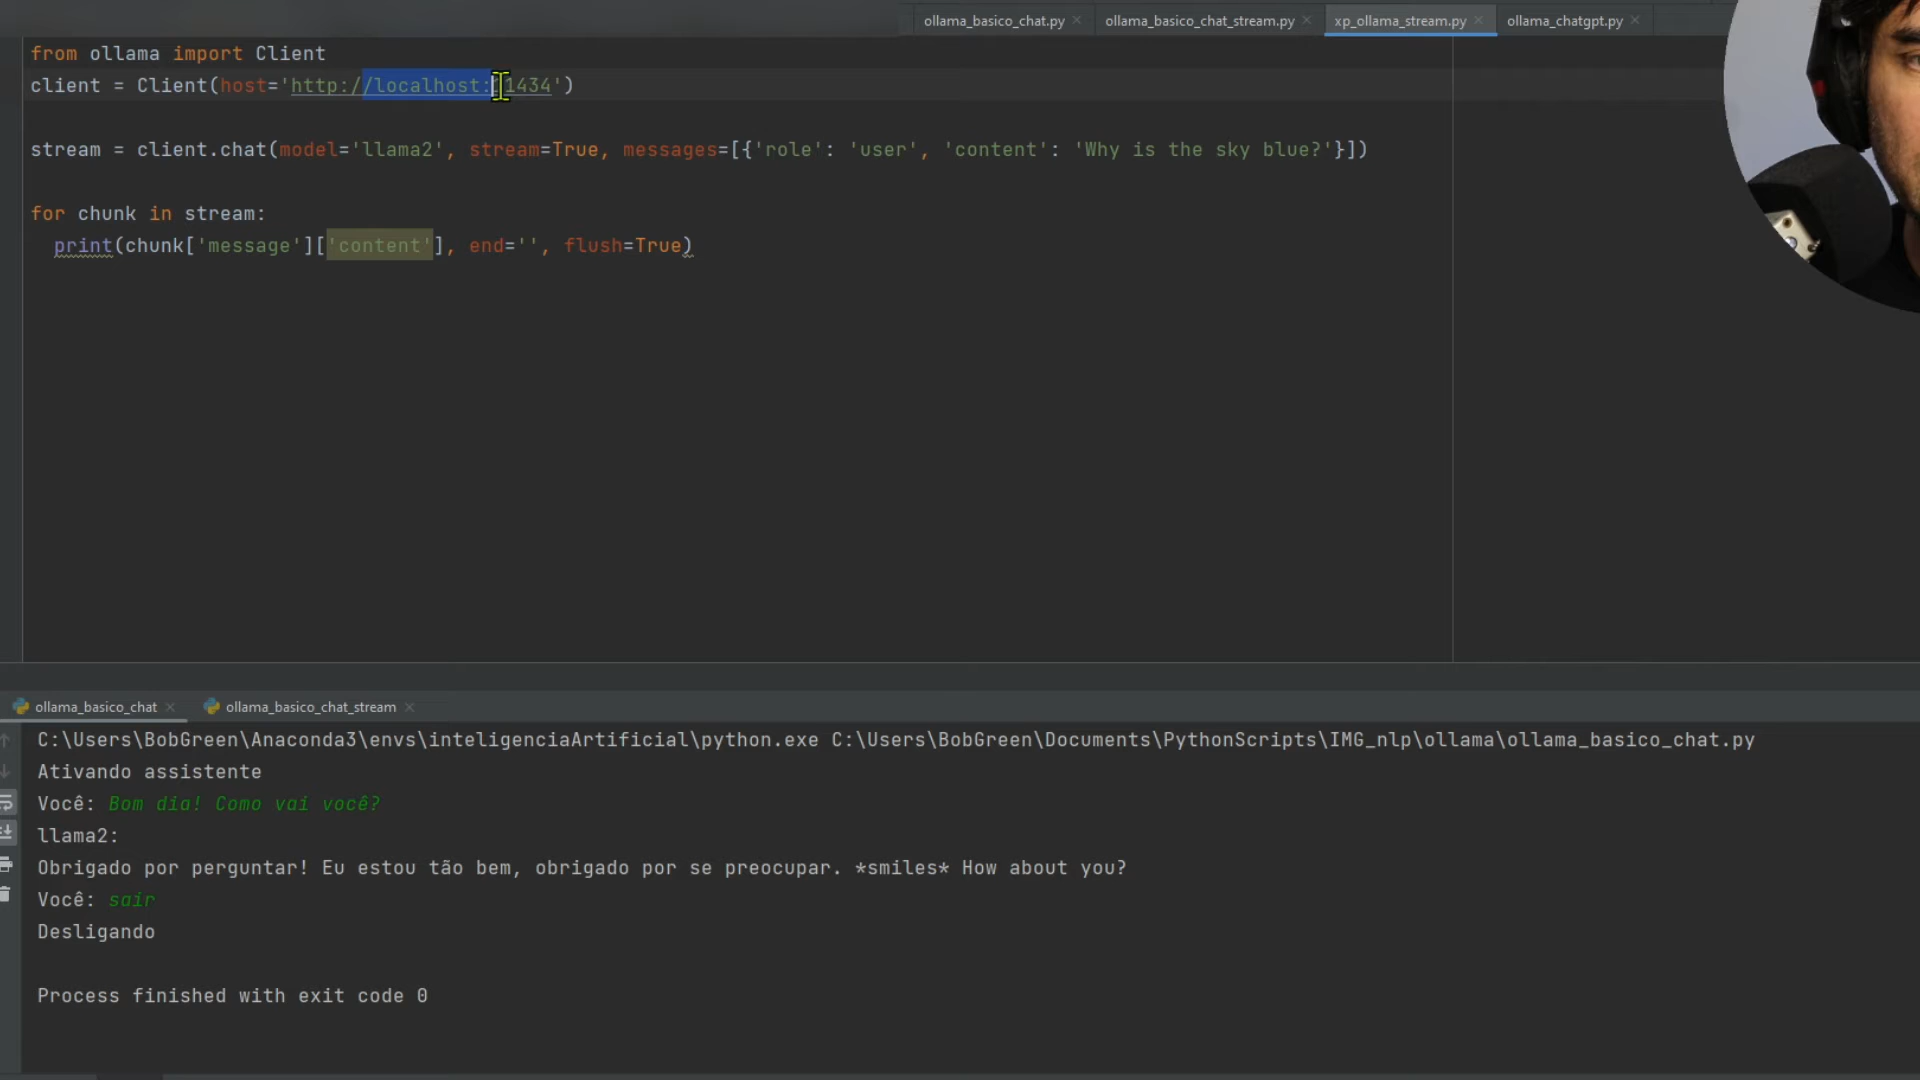 ollama_basico_chat.py ollama_basico_chat_stream.py xp_ollama_stream.py ollama_chatgpt.py
from ollama import Client
client = Client(host='http://localhost:11434')
stream = client.chat(model='llama2', stream=True, messages=[{'role': 'user', 'content': 'Why is the sky blue?'}])
for chunk in stream:
print(chunk['message']['content'], end='', flush=True)
ollama_basico_chat ollama_basico_chat_stream
C:\Users\BobGreen\Anaconda3\envs\inteligenciaArtificial\python.exe C:\Users\BobGreen\Documents\PythonScripts\IMG_nlp\ollama\ollama_basico_chat.py
Ativando assistente
Você: Bom dia! Como vai você?
llama2:
Obrigado por perguntar! Eu estou tão bem, obrigado por se preocupar. *smiles* How about you?
Você: sair
Desligando
Process finished with exit code 0